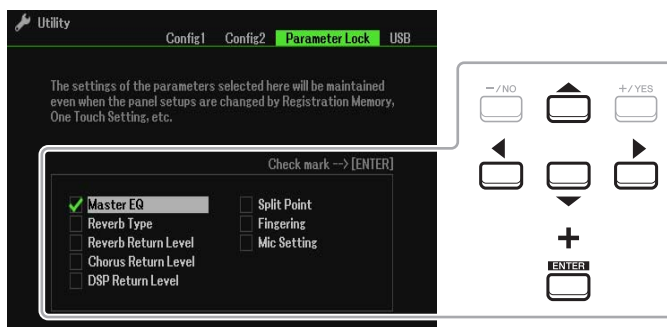 Utility
Config1 Config2 Parameter Lock USB
The settings of the parameters selected here will be maintained
even when the panel setups are changed by Registration Memory,
One Touch Setting, etc.
Check mark --> [ENTER]
Master EQ
Reverb Type
Reverb Return Level
Chorus Return Level
DSP Return Level
Split Point
Fingering
Mic Setting
−/NO
+/YES
+
ENTER